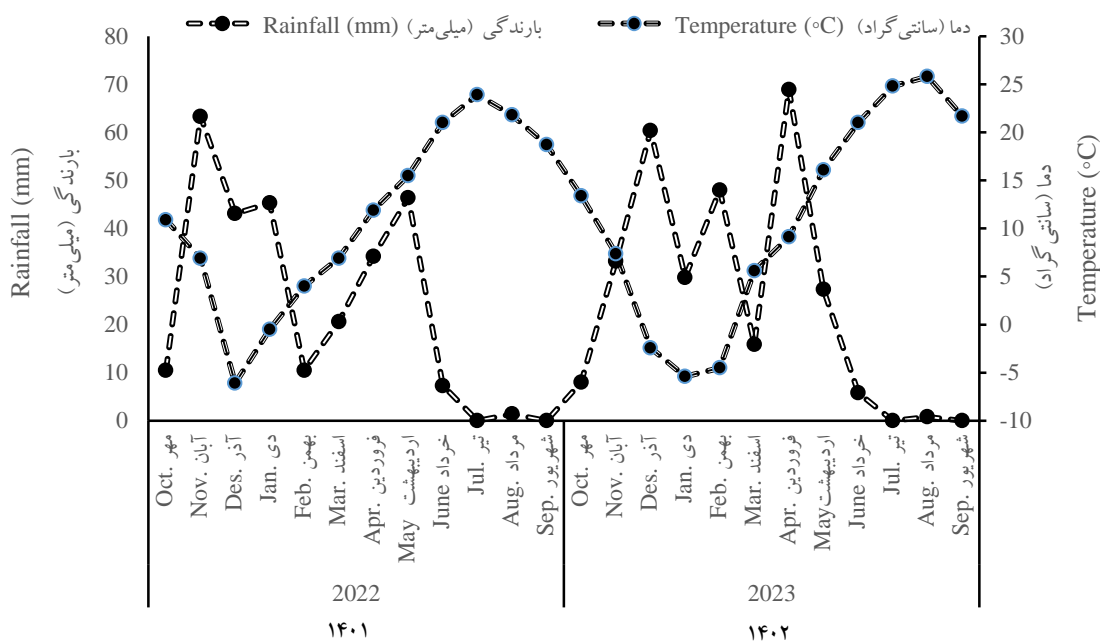 Rainfall (mm) بارندگی (میلی‌متر)
Temperature (°C) دما (سانتی‌گراد)
80
70
60
50
40
30
20
10
0
30
25
20
15
10
5
0
-5
-10
Rainfall (mm)
بارندگی (میلی‌متر)
دما (سانتی‌گراد)
Temperature (°C)
Oct. مهر
Nov. آبان
Des. آذر
Jan. دی
Feb. بهمن
Mar. اسفند
Apr. فروردین
May اردیبهشت
June خرداد
Jul. تیر
Aug. مرداد
Sep. شهریور
Oct. مهر
Nov. آبان
Des. آذر
Jan. دی
Feb. بهمن
Mar. اسفند
Apr. فروردین
May اردیبهشت
June خرداد
Jul. تیر
Aug. مرداد
Sep. شهریور
2022
2023
۱۴۰۱
۱۴۰۲